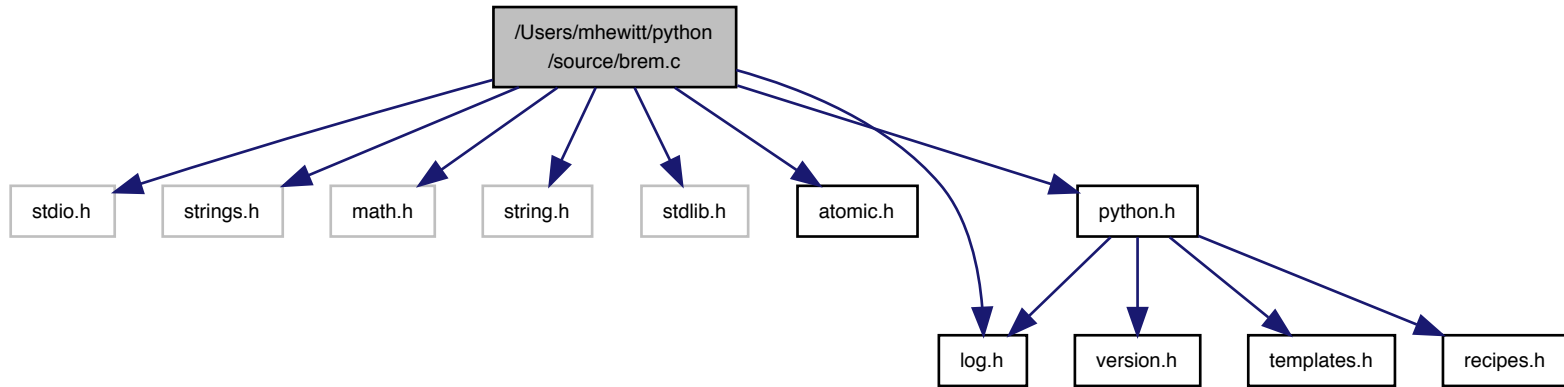 /Users/mhewitt/python
/source/brem.c
stdio.h
strings.h
math.h
string.h
stdlib.h
atomic.h
python.h
log.h
version.h
templates.h
recipes.h